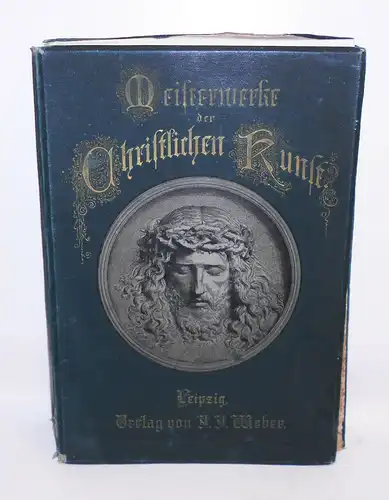 Meisterwerke
der
Christlichen Kunst.
Leipzig.
Verlag von J. J. Weber.